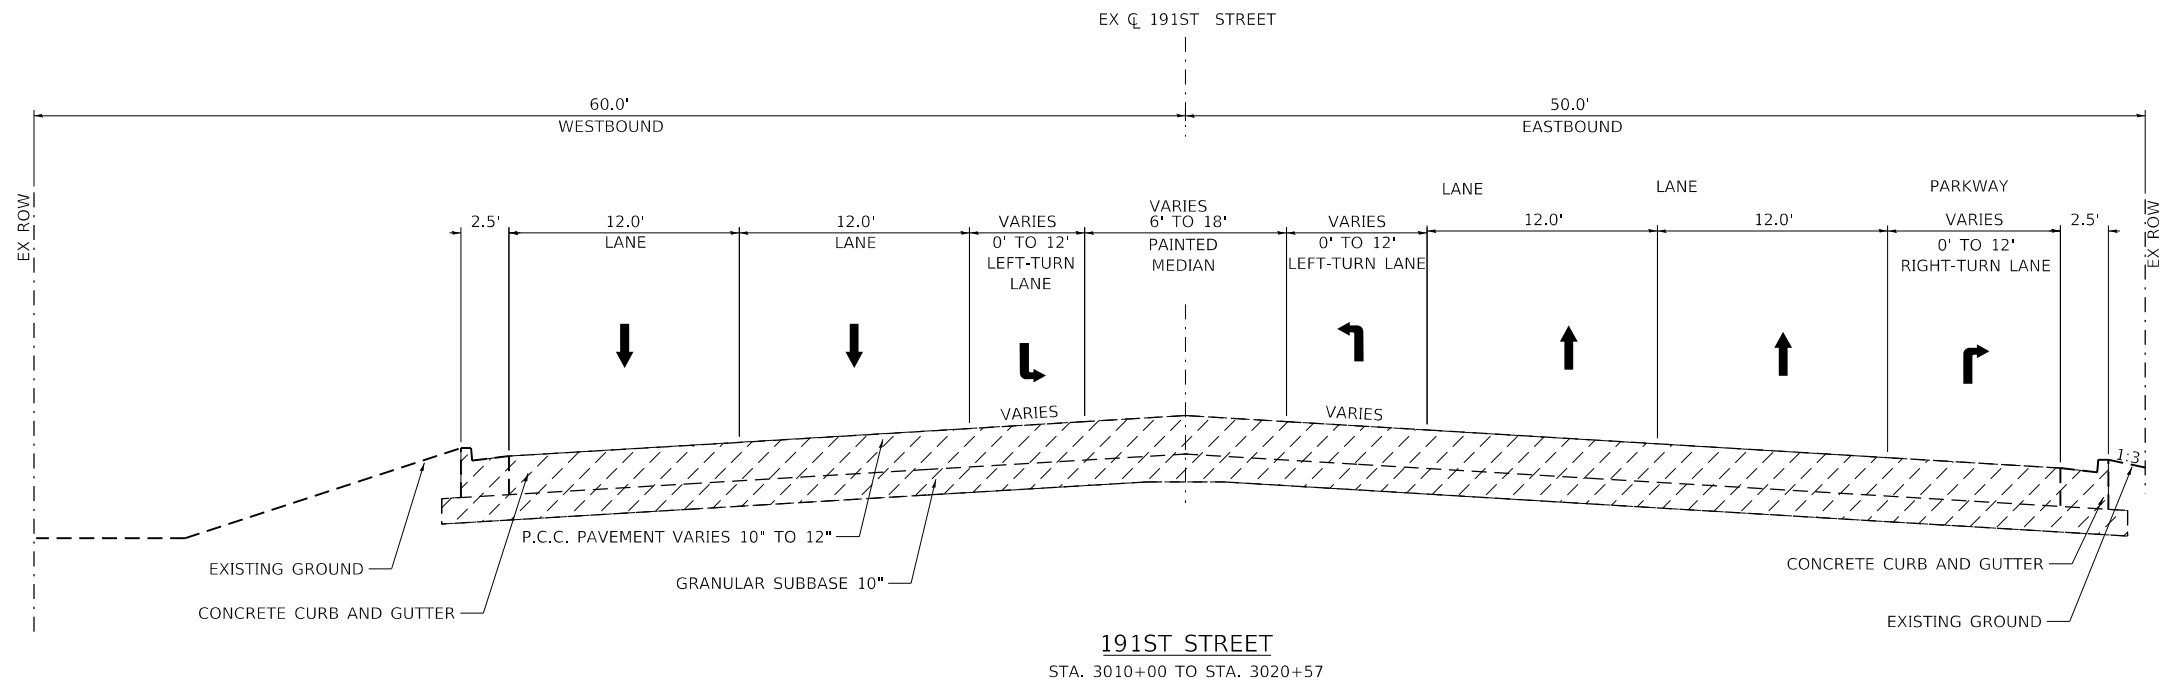 EX ℄ 191ST STREET
60.0'
WESTBOUND
50.0'
EASTBOUND
EX ROW
EX ROW
2.5'
12.0'
LANE
12.0'
LANE
VARIES
0' TO 12'
LEFT-TURN
LANE
VARIES
6' TO 18'
PAINTED
MEDIAN
VARIES
0' TO 12'
LEFT-TURN LANE
LANE
12.0'
LANE
12.0'
PARKWAY
VARIES
0' TO 12'
RIGHT-TURN LANE
2.5'
VARIES
VARIES
1:3
P.C.C. PAVEMENT VARIES 10" TO 12"
EXISTING GROUND
GRANULAR SUBBASE 10"
CONCRETE CURB AND GUTTER
CONCRETE CURB AND GUTTER
EXISTING GROUND
191ST STREET
STA. 3010+00 TO STA. 3020+57